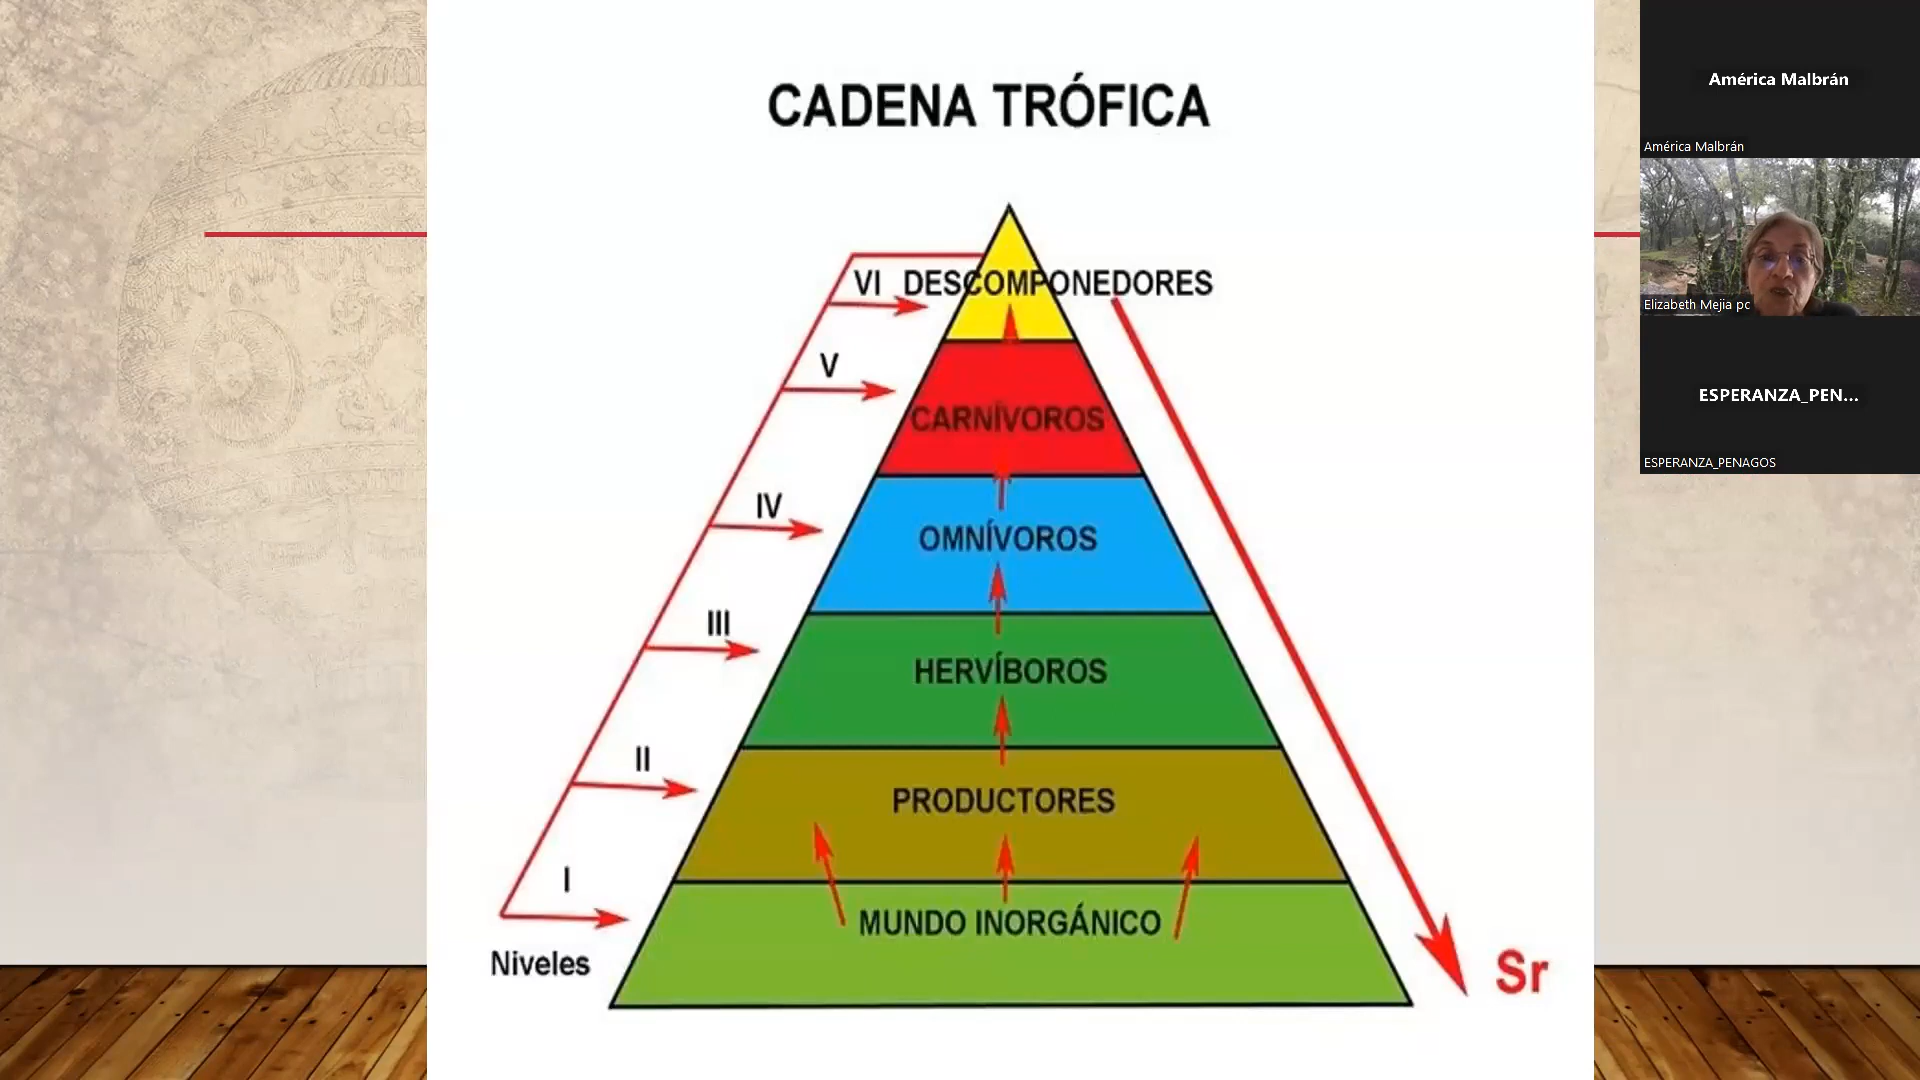 CADENA TRÓFICA
VI DESCOMPONEDORES
V
CARNÍVOROS
IV
OMNÍVOROS
III
HERVÍBOROS
II
PRODUCTORES
I
MUNDO INORGÁNICO
Niveles
Sr
América Malbrán
América Malbrán
Elizabeth Mejia pc
ESPERANZA_PEN...
ESPERANZA_PENAGOS